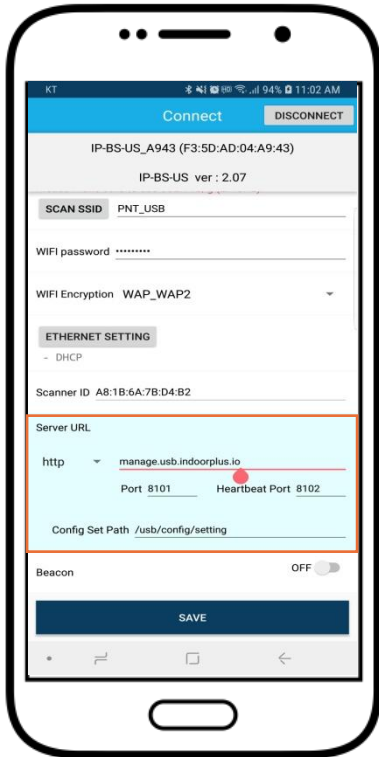 KT 94% 11:02 AM
Connect DISCONNECT
IP-BS-US_A943 (F3:5D:AD:04:A9:43)
IP-BS-US ver : 2.07
SCAN SSID PNT_USB
WIFI password •••••••••
WIFI Encryption WAP_WAP2
ETHERNET SETTING
- DHCP
Scanner ID A8:1B:6A:7B:D4:B2
Server URL
http manage.usb.indoorplus.io
Port 8101 Heartbeat Port 8102
Config Set Path /usb/config/setting
Beacon OFF
SAVE